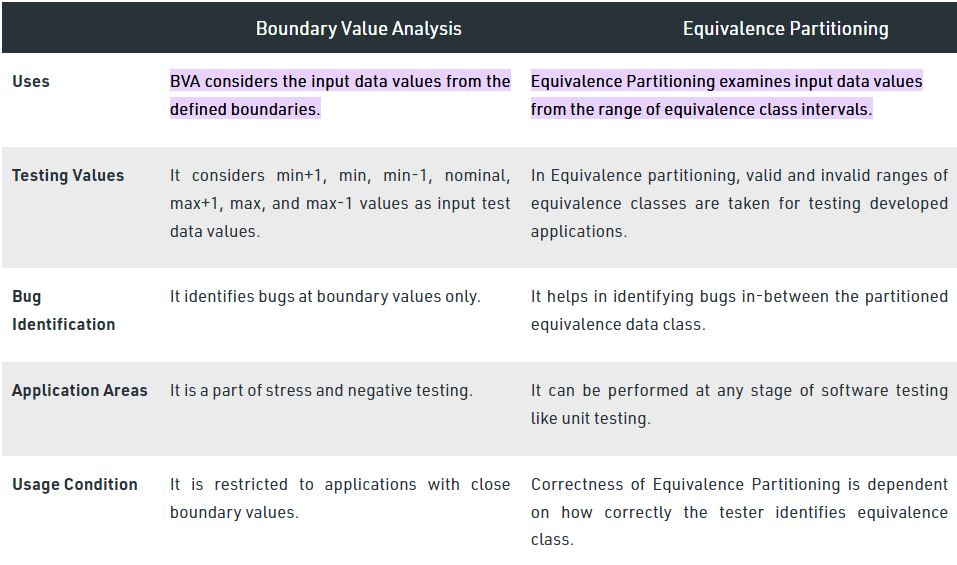 Boundary Value Analysis
Equivalence Partitioning
Uses
BVA considers the input data values from the
defined boundaries.
Equivalence Partitioning examines input data values
from the range of equivalence class intervals.
Testing Values
It considers min+1, min, min-1, nominal,
max+1, max, and max-1 values as input test
data values.
In Equivalence partitioning, valid and invalid ranges of
equivalence classes are taken for testing developed
applications.
Bug
Identification
It identifies bugs at boundary values only.
It helps in identifying bugs in-between the partitioned
equivalence data class.
Application Areas
It is a part of stress and negative testing.
It can be performed at any stage of software testing
like unit testing.
Usage Condition
It is restricted to applications with close
boundary values.
Correctness of Equivalence Partitioning is dependent
on how correctly the tester identifies equivalence
class.